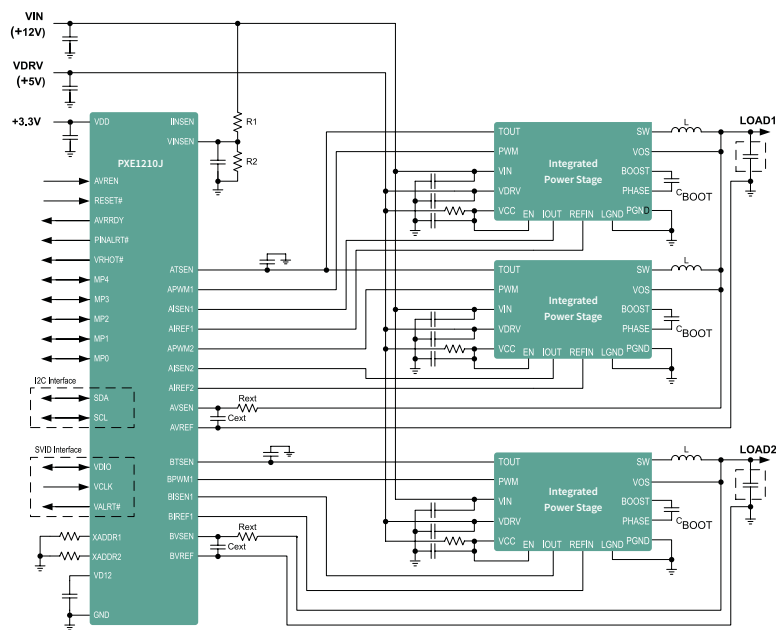 VIN
(+12V)
VDRV
(+5V)
+3.3V
VDD
IINSEN
VINSEN
R1
R2
PXE1210J
AVREN
RESET#
AVRRDY
PINALRT#
VRHOT#
MP4
MP3
MP2
MP1
MP0
I2C Interface
SDA
SCL
SVID Interface
VDIO
VCLK
VALRT#
XADDR1
XADDR2
VD12
GND
ATSEN
APWM1
AISEN1
AIREF1
APWM2
AISEN2
AIREF2
AVSEN
AVREF
Rext
Cext
BTSEN
BPWM1
BISEN1
BIREF1
BVSEN
BVREF
Rext
Cext
TOUT
PWM
VIN
VDRV
VCC
EN IOUT REFIN LGND
Integrated
Power Stage
SW
VOS
BOOST
PHASE
PGND
L
LOAD1
CBOOT
TOUT
PWM
VIN
VDRV
VCC
EN IOUT REFIN LGND
Integrated
Power Stage
SW
VOS
BOOST
PHASE
PGND
L
CBOOT
TOUT
PWM
VIN
VDRV
VCC
EN IOUT REFIN LGND
Integrated
Power Stage
SW
VOS
BOOST
PHASE
PGND
L
LOAD2
CBOOT